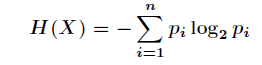 H(X) = − ∑_{i=1}^{n} p_i log_2 p_i